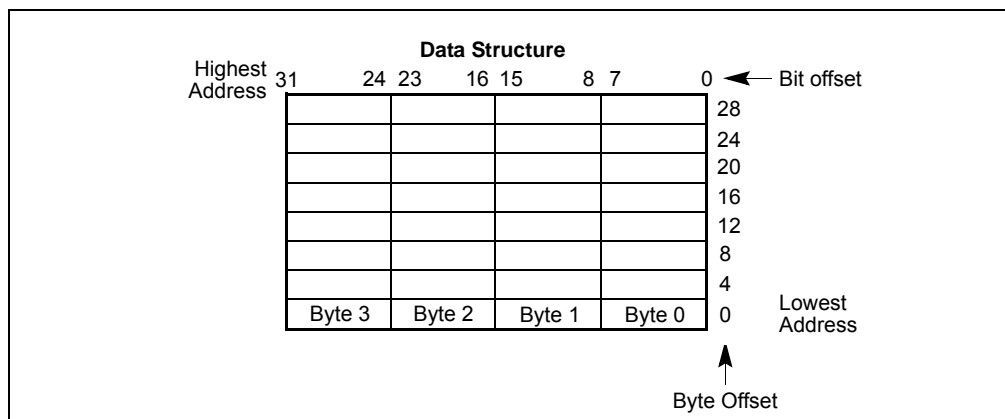 Data Structure
Highest
Address
31 24 23 16 15 8 7 0 Bit offset
28
24
20
16
12
8
4
Byte 3 Byte 2 Byte 1 Byte 0 0
Lowest
Address
Byte Offset